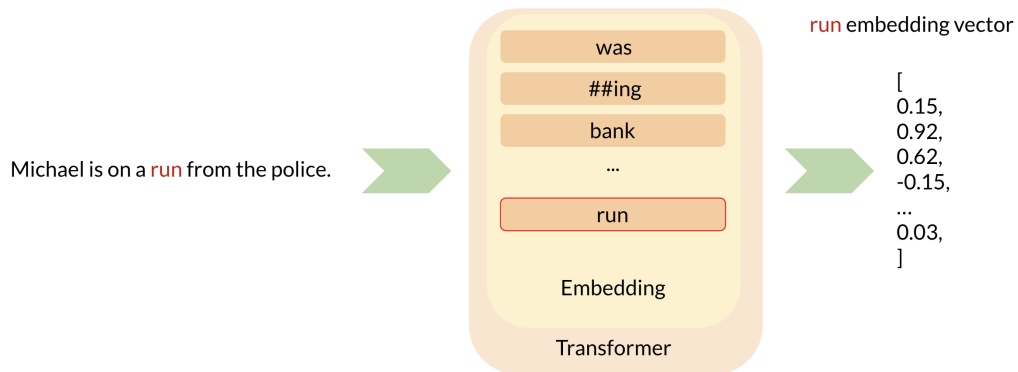 Michael is on a run from the police.
was
##ing
bank
...
run
Embedding
Transformer
run embedding vector
[
0.15,
0.92,
0.62,
-0.15,
...
0.03,
]